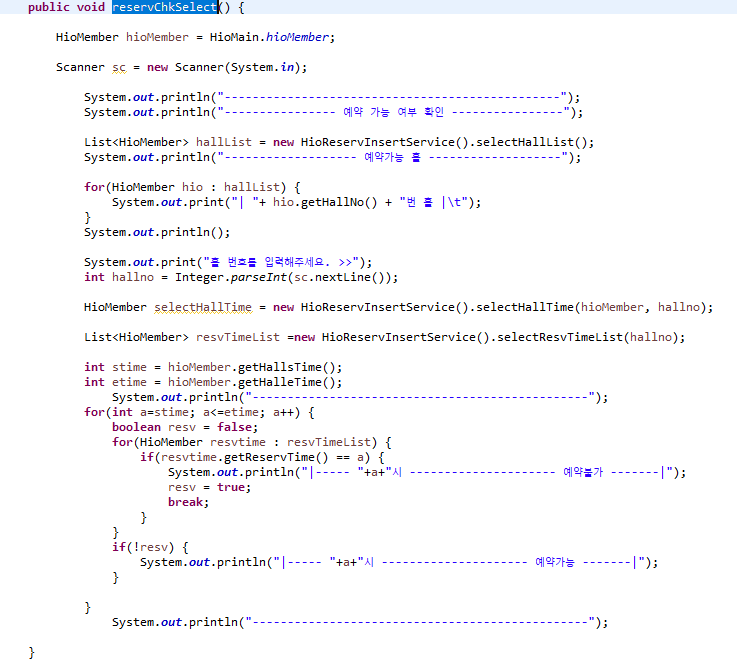 public void reservChkSelect() {
HioMember hioMember = HioMain.hioMember;
Scanner sc = new Scanner(System.in);
System.out.println("------------------------------------------------");
System.out.println("---------------- 예약 가능 여부 확인 ----------------");
List<HioMember> hallList = new HioReservInsertService().selectHallList();
System.out.println("------------------- 예약가능 홀 -------------------");
for(HioMember hio : hallList) {
System.out.print("| "+ hio.getHallNo() + "번 홀 |\t");
}
System.out.println();
System.out.print("홀 번호를 입력해주세요. >>");
int hallno = Integer.parseInt(sc.nextLine());
HioMember selectHallTime = new HioReservInsertService().selectHallTime(hioMember, hallno);
List<HioMember> resvTimeList =new HioReservInsertService().selectResvTimeList(hallno);
int stime = hioMember.getHallsTime();
int etime = hioMember.getHalleTime();
System.out.println("------------------------------------------------");
for(int a=stime; a<=etime; a++) {
boolean resv = false;
for(HioMember resvtime : resvTimeList) {
if(resvtime.getReservTime() == a) {
System.out.println("|----- "+a+"시 --------------------- 예약불가 -------|");
resv = true;
break;
}
}
if(!resv) {
System.out.println("|----- "+a+"시 --------------------- 예약가능 -------|");
}
}
System.out.println("------------------------------------------------");
}